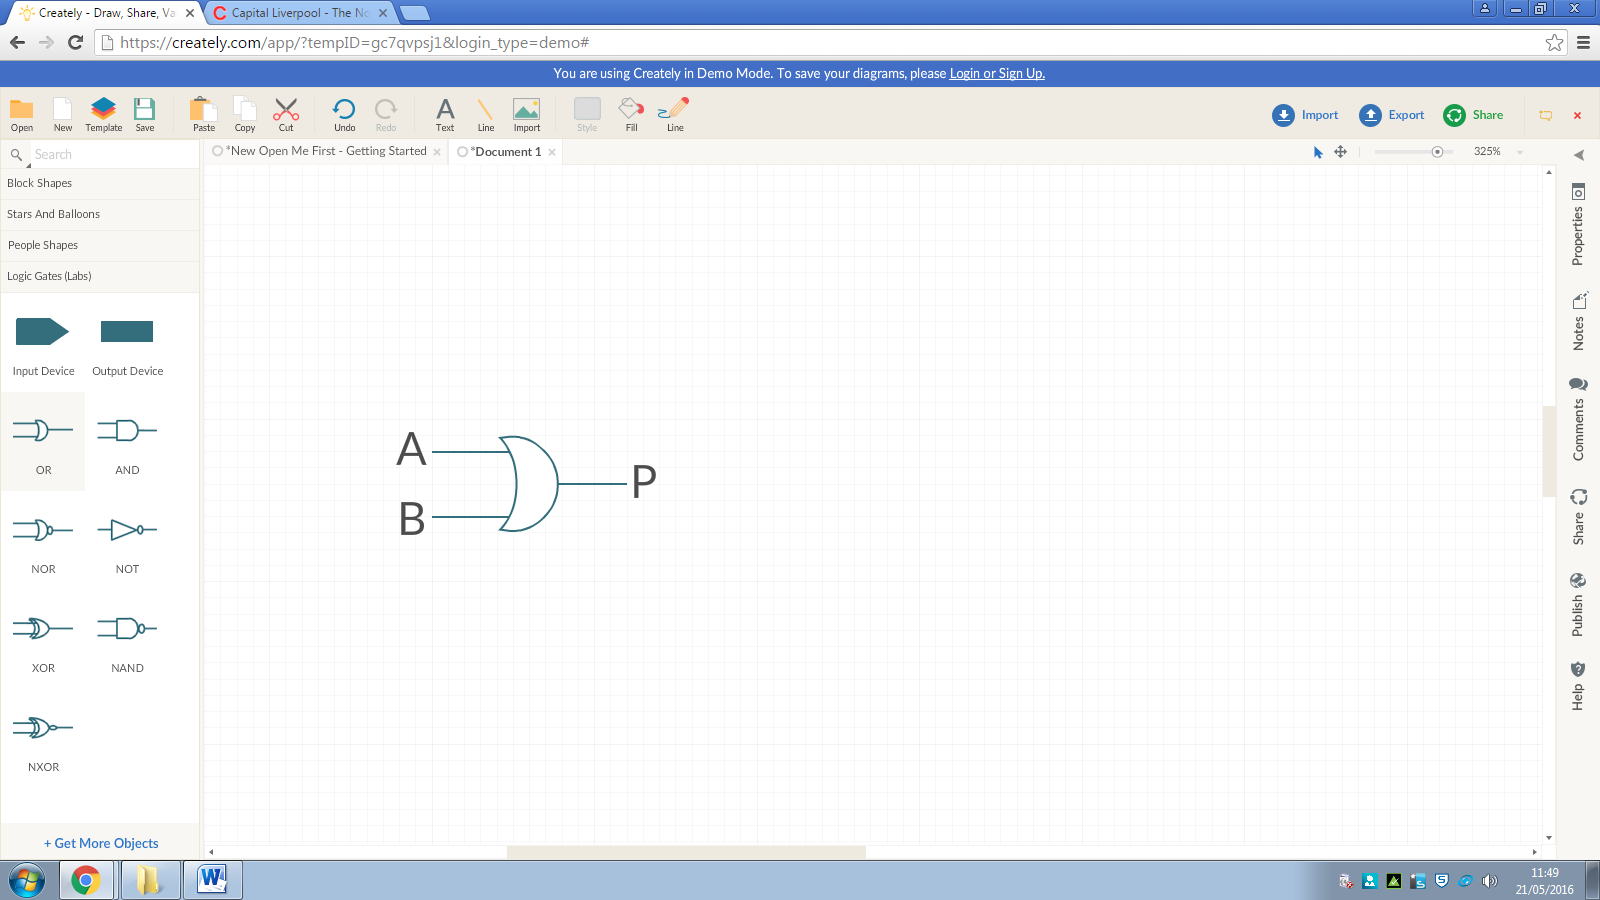 Creately - Draw, Share, Va
Capital Liverpool - The No
https://creately.com/app/?tempID=gc7qvpsj1&login_type=demo#
You are using Creately in Demo Mode. To save your diagrams, please Login or Sign Up.
Open New Template Save Paste Copy Cut Undo Redo Text Line Import Style Fill Line
Import Export Share
Search
*New Open Me First - Getting Started
*Document 1
325%
Block Shapes
Stars And Balloons
People Shapes
Logic Gates (Labs)
Input Device Output Device
OR AND
NOR NOT
XOR NAND
NXOR
+ Get More Objects
A
B
P
Properties
Notes
Comments
Share
Publish
Help
11:49
21/05/2016